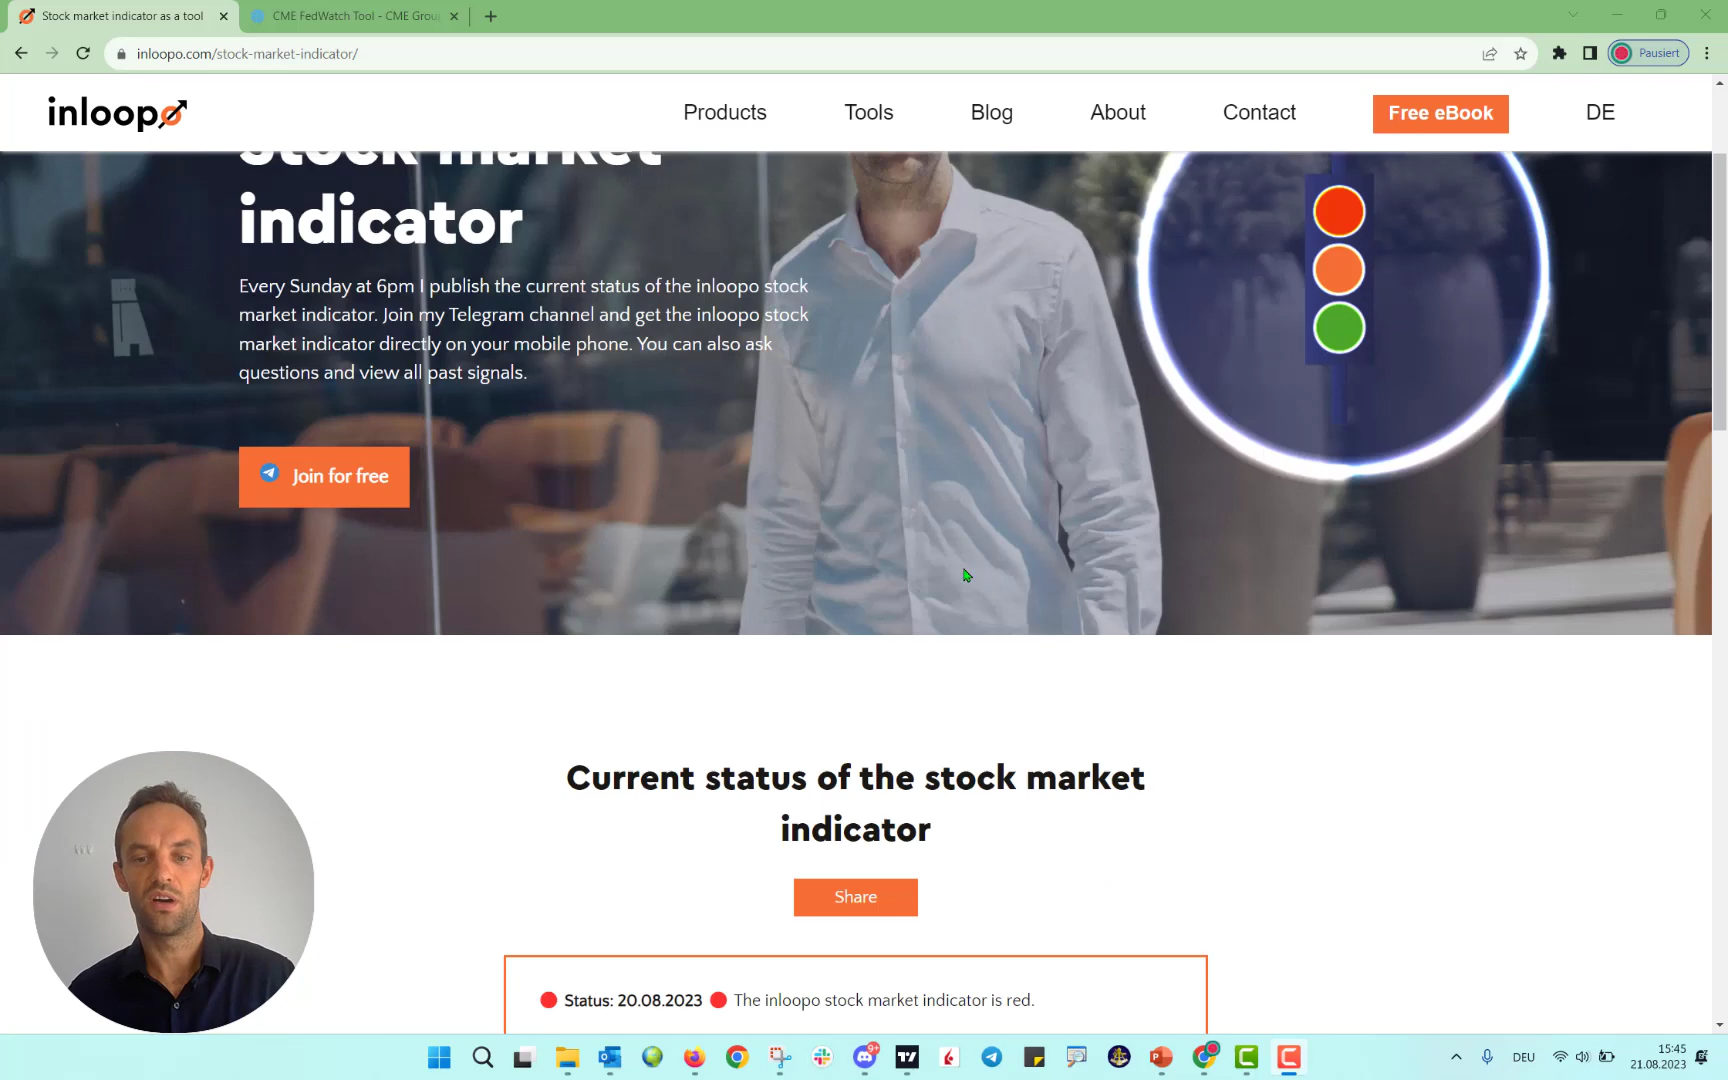 Stock market indicator as a tool
CME FedWatch Tool - CME Grou
inloopo.com/stock-market-indicator/
Pausiert
inloopo
Products
Tools
Blog
About
Contact
Free eBook
DE
Stock market
indicator
Every Sunday at 6pm I publish the current status of the inloopo stock
market indicator. Join my Telegram channel and get the inloopo stock
market indicator directly on your mobile phone. You can also ask
questions and view all past signals.
Join for free
Current status of the stock market
indicator
Share
Status: 20.08.2023 The inloopo stock market indicator is red.
9+
DEU
15:45
21.08.2023